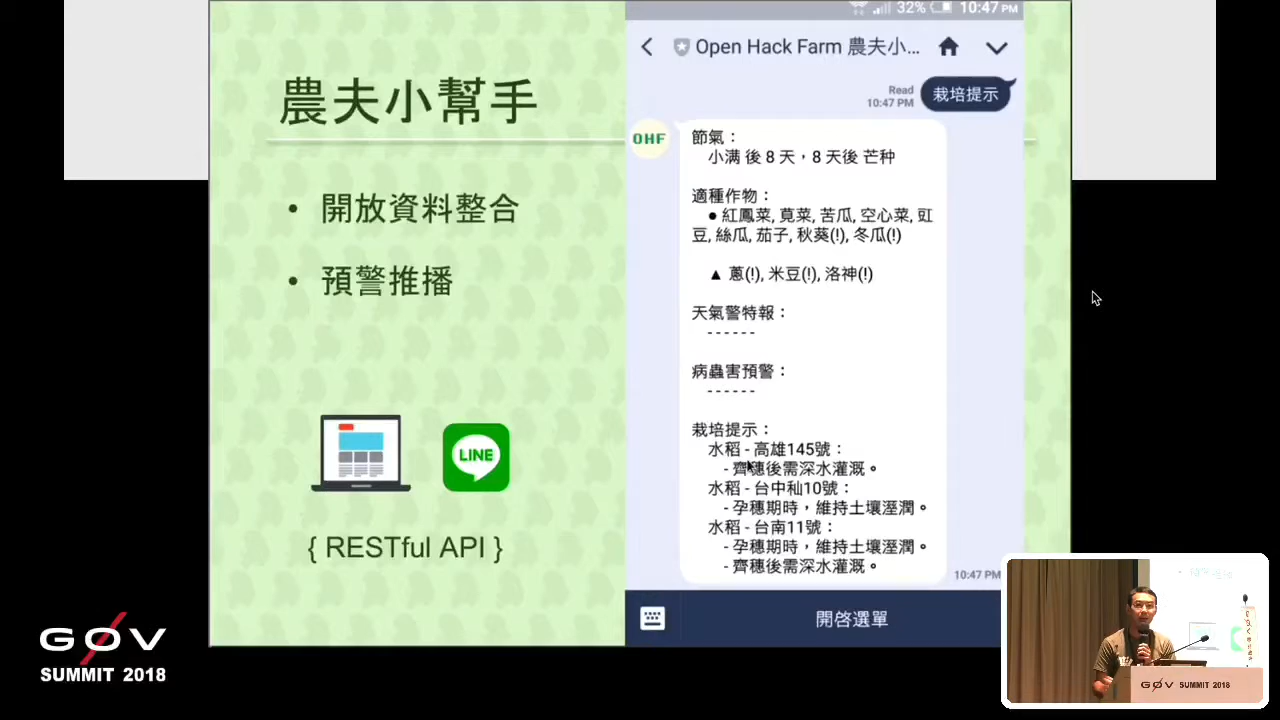 農夫小幫手
• 開放資料整合
• 預警推播
LINE
{ RESTful API }
32% 10:47 PM
Open Hack Farm 農夫小...
Read
10:47 PM
栽培提示
OHF
節氣：
小满 後 8 天，8 天後 芒种
適種作物：
● 紅鳳菜, 莧菜, 苦瓜, 空心菜, 豇
豆, 絲瓜, 茄子, 秋葵(!), 冬瓜(!)
▲ 蔥(!), 米豆(!), 洛神(!)
天氣警特報：
------
病蟲害預警：
------
栽培提示：
水稻 - 高雄145號：
- 齊穗後需深水灌溉。
水稻 - 台中秈10號：
- 孕穗期時，維持土壤溼潤。
水稻 - 台南11號：
- 孕穗期時，維持土壤溼潤。
- 齊穗後需深水灌溉。
10:47 PM
開啓選單
GØV
SUMMIT 2018
GØV SUMMIT 2018